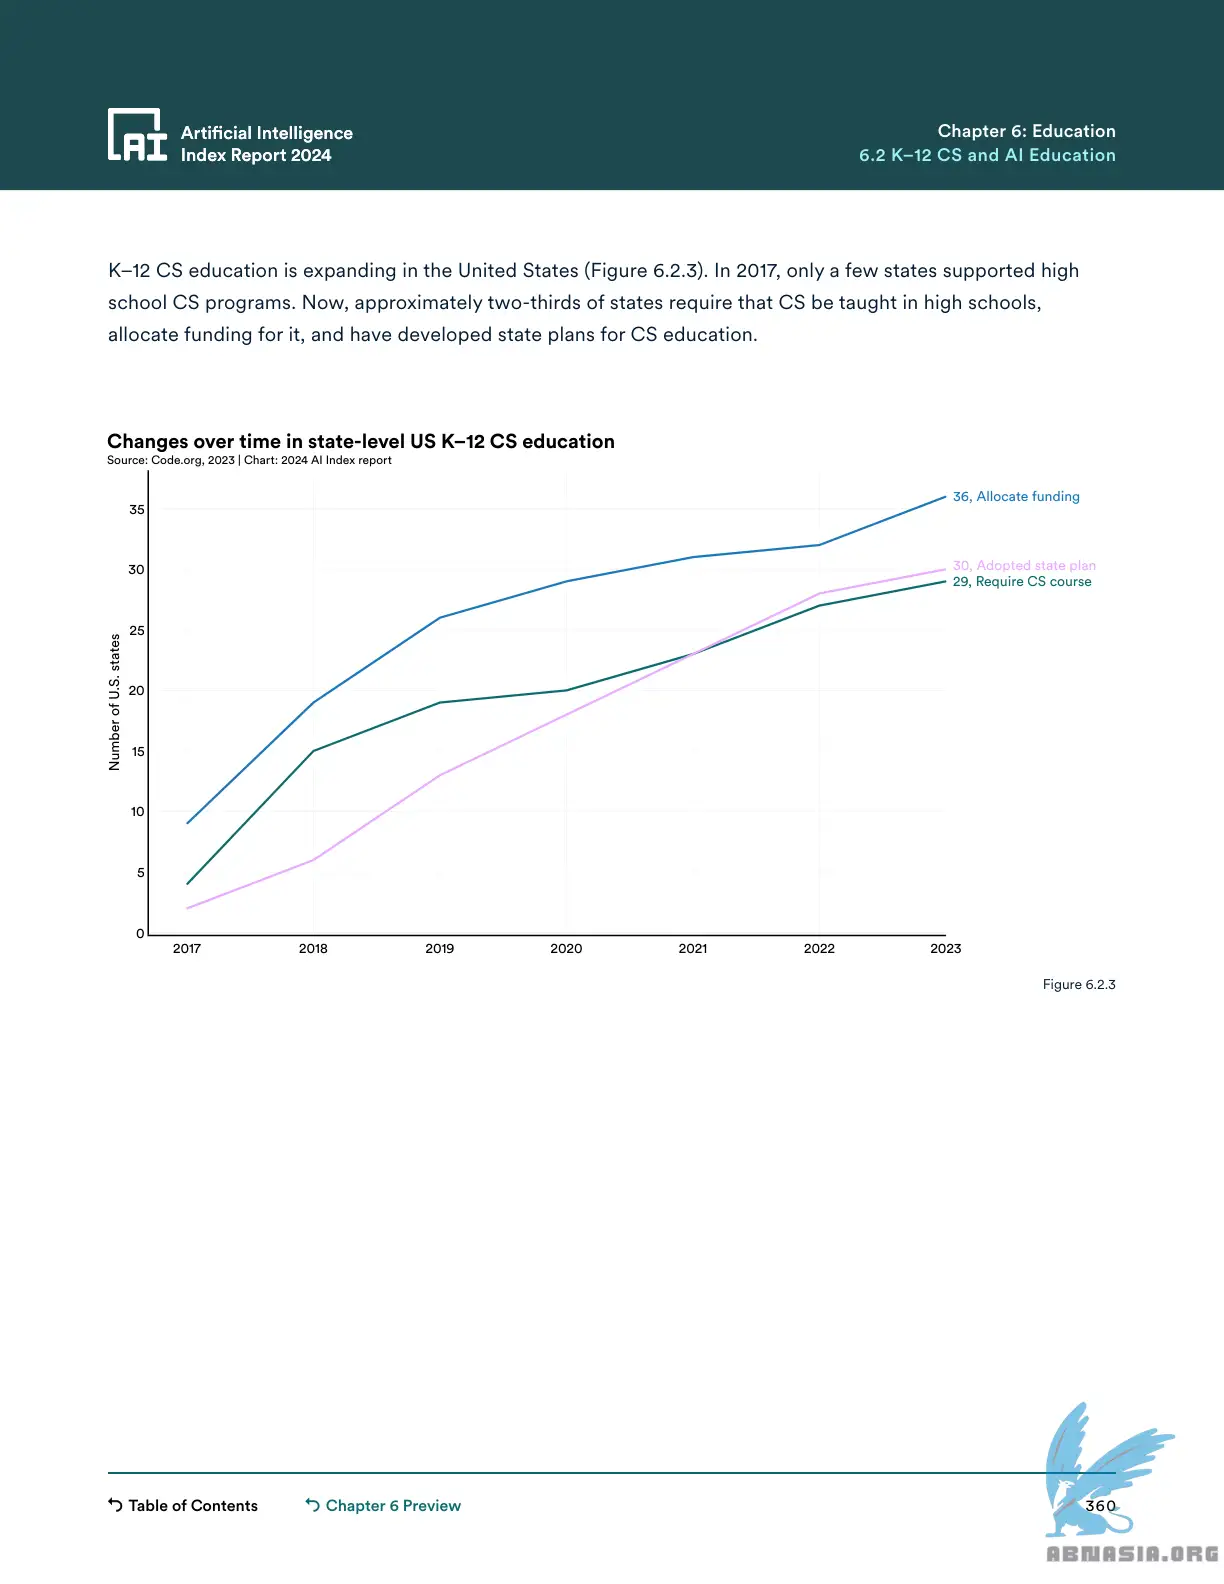 Artificial Intelligence
Index Report 2024
Chapter 6: Education
6.2 K–12 CS and AI Education
K–12 CS education is expanding in the United States (Figure 6.2.3). In 2017, only a few states supported high
school CS programs. Now, approximately two-thirds of states require that CS be taught in high schools,
allocate funding for it, and have developed state plans for CS education.
Changes over time in state-level US K–12 CS education
Source: Code.org, 2023 | Chart: 2024 AI Index report
36, Allocate funding
30, Adopted state plan
29, Require CS course
35
30
25
20
15
10
5
0
Number of U.S. states
2017 2018 2019 2020 2021 2022 2023
Figure 6.2.3
Table of Contents
Chapter 6 Preview
360
ABNASIA.ORG